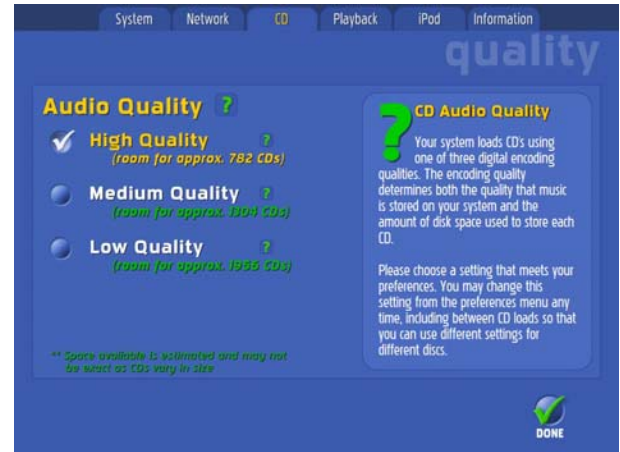 System Network CD Playback iPod Information
quality
Audio Quality ?
High Quality ?
(room for approx. 782 CDs)
Medium Quality ?
(room for approx. 1304 CDs)
Low Quality ?
(room for approx. 1956 CDs)
** Space available is estimated and may not
be exact as CDs vary in size
?
CD Audio Quality
Your system loads CD's using
one of three digital encoding
qualities. The encoding quality
determines both the quality that music
is stored on your system and the
amount of disk space used to store each
CD.
Please choose a setting that meets your
preferences. You may change this
setting from the preferences menu any
time, including between CD loads so that
you can use different settings for
different discs.
DONE